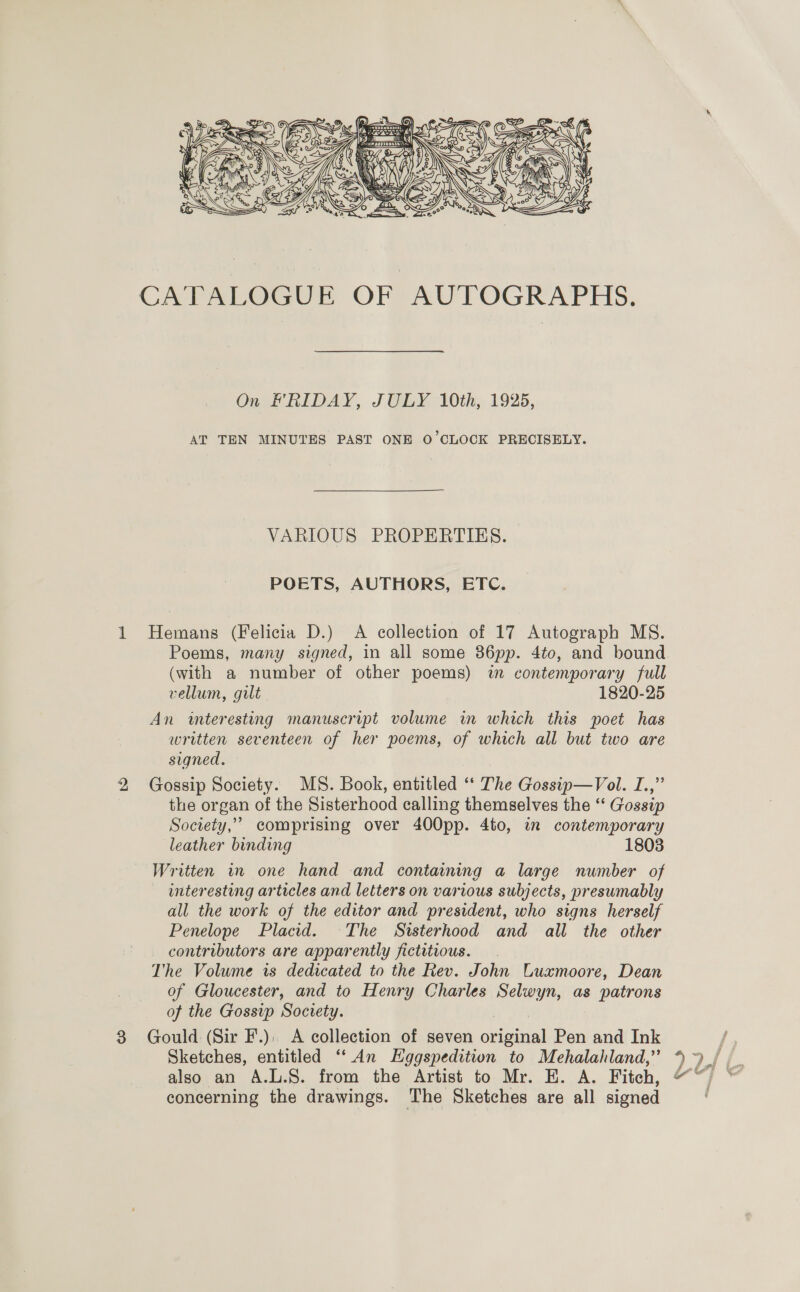 CATALOGUE OF AUTOGRAPHS.
On FRIDAY, JULY 10th, 1925,
AT TEN MINUTES PAST ONE O'CLOCK PRECISELY.
VARIOUS PROPERTIES.
POETS, AUTHORS, ETC.
1 Hemans (Felicia D.) A collection of 17 Autograph MS.
Poems, many signed, in all some 36pp. 4to, and bound
(with a number of other poems) in contemporary full
vellum, gilt 1820-25
An interesting manuscript volume in which this poet has
written seventeen of her poems, of which all but two are
signed.
2 Gossip Society. MS. Book, entitled “ The Gossip—Vol. I.,”
the organ of the Sisterhood calling themselves the “ Gossip
Society,” comprising over 400pp. 4to, in contemporary
leather binding 1803
Written in one hand and containing a large number of
interesting articles and letters on various subjects, presumably
all the work of the editor and president, who signs herself
Penelope Placid. The Sisterhood and all the other
contributors are apparently fictitious.
The Volume is dedicated to the Rev. John Luxmoore, Dean
of Gloucester, and to Henry Charles Selwyn, as patrons
of the Gossip Society.
3 Gould (Sir F.) A collection of seven original Pen and Ink
Sketches, entitled “ An Eggspedition to Mehalahland,”
also an A.L.S. from the Artist to Mr. E. A. Fitch,
concerning the drawings. The Sketches are all signed